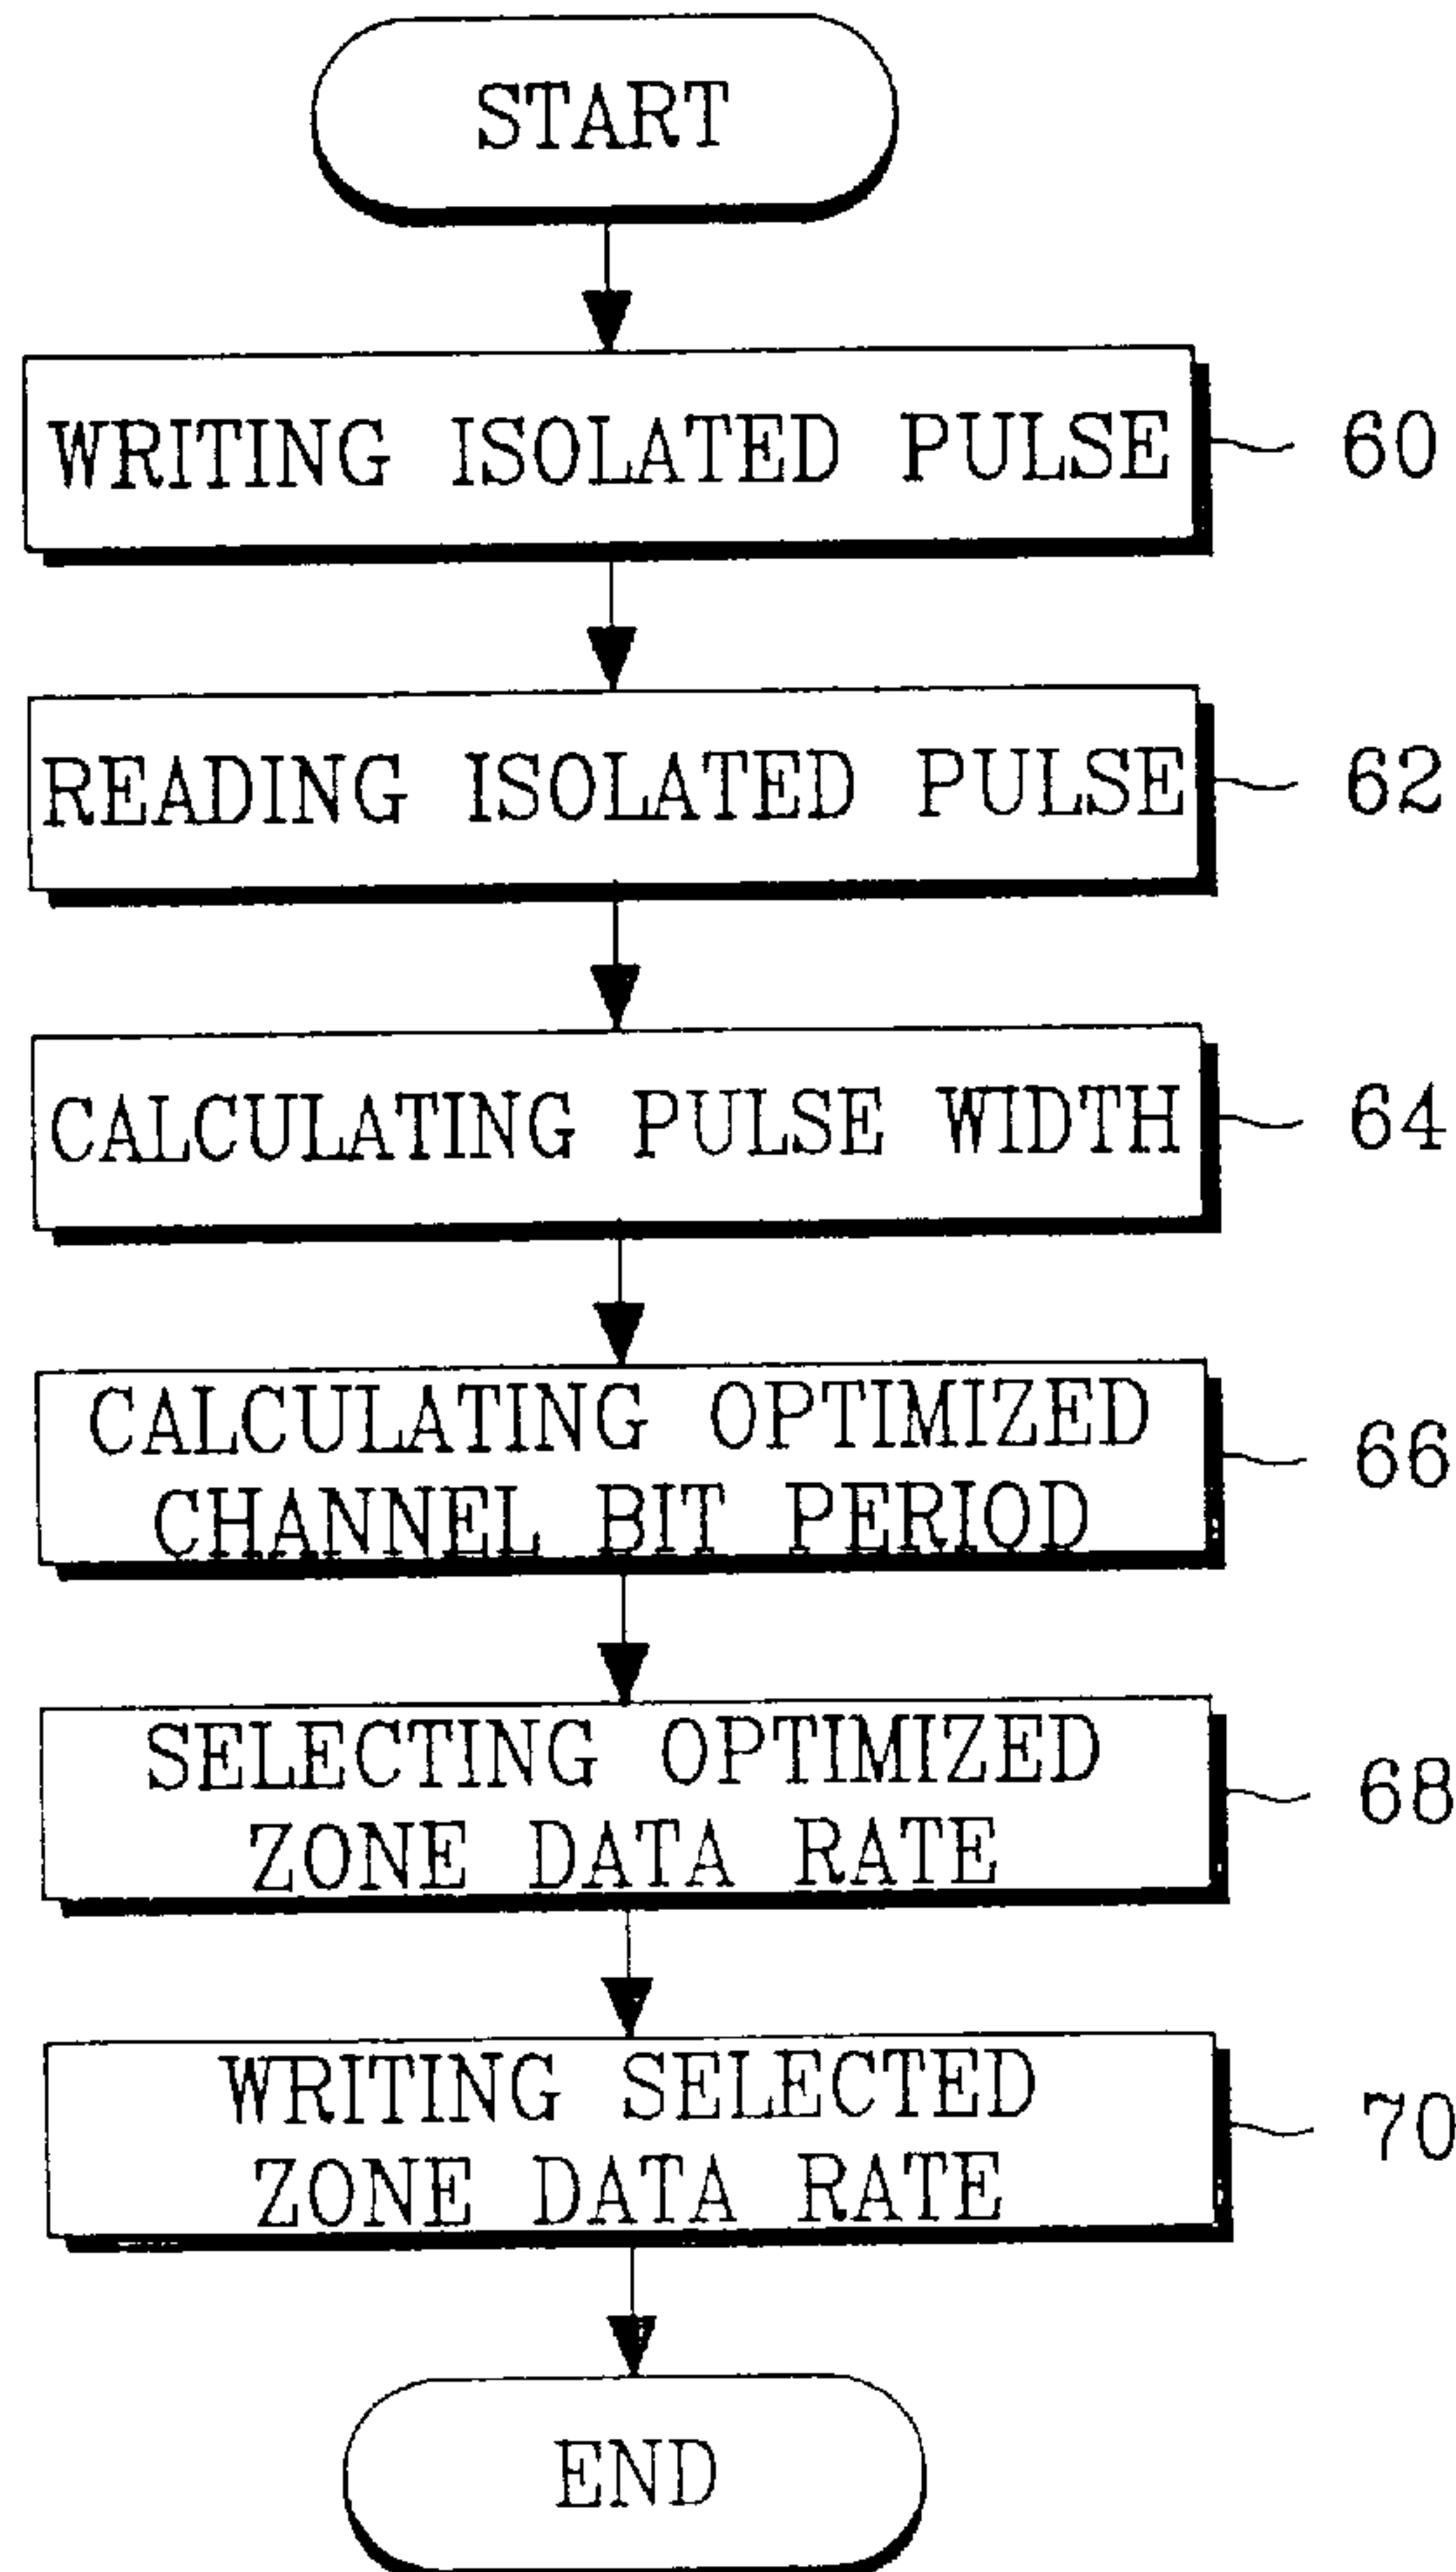 START
WRITING ISOLATED PULSE 60
READING ISOLATED PULSE 62
CALCULATING PULSE WIDTH 64
CALCULATING OPTIMIZED
CHANNEL BIT PERIOD
66
SELECTING OPTIMIZED
ZONE DATA RATE
68
WRITING SELECTED
ZONE DATA RATE
70
END